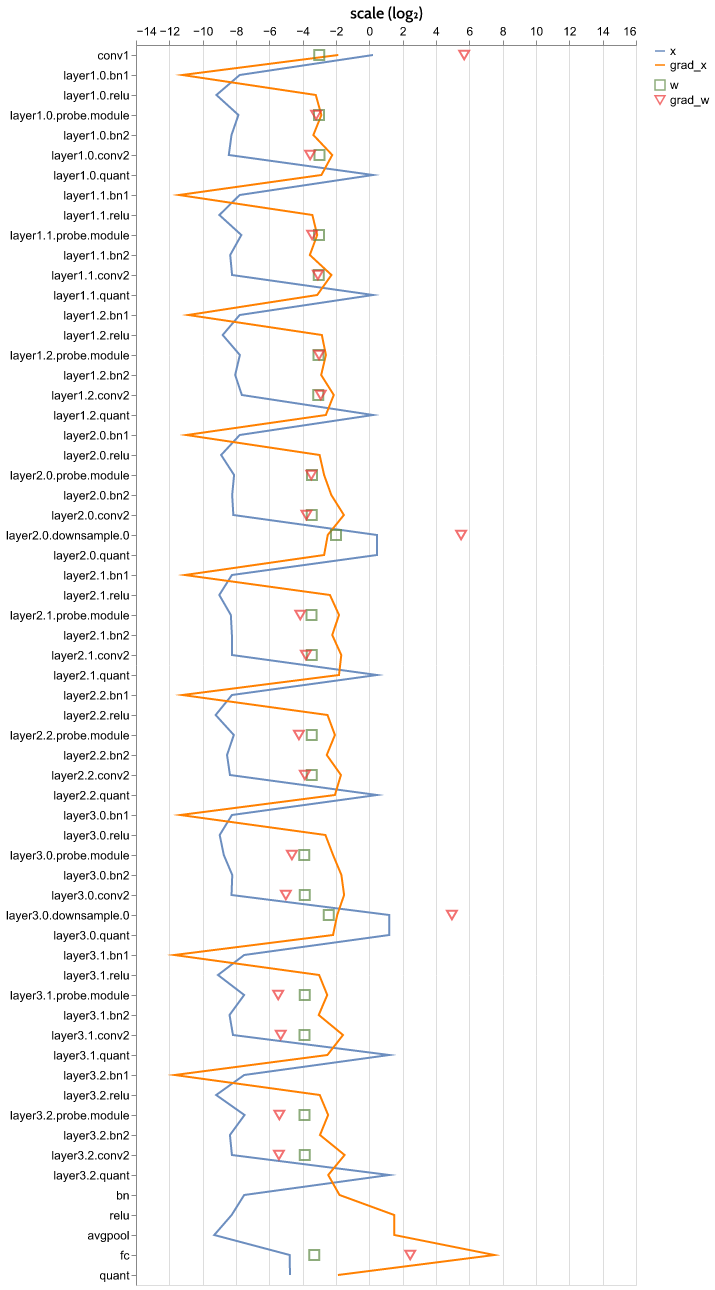 scale (log₂)
−14 −12 −10 −8 −6 −4 −2 0 2 4 6 8 10 12 14 16
x
grad_x
w
grad_w
conv1
layer1.0.bn1
layer1.0.relu
layer1.0.probe.module
layer1.0.bn2
layer1.0.conv2
layer1.0.quant
layer1.1.bn1
layer1.1.relu
layer1.1.probe.module
layer1.1.bn2
layer1.1.conv2
layer1.1.quant
layer1.2.bn1
layer1.2.relu
layer1.2.probe.module
layer1.2.bn2
layer1.2.conv2
layer1.2.quant
layer2.0.bn1
layer2.0.relu
layer2.0.probe.module
layer2.0.bn2
layer2.0.conv2
layer2.0.downsample.0
layer2.0.quant
layer2.1.bn1
layer2.1.relu
layer2.1.probe.module
layer2.1.bn2
layer2.1.conv2
layer2.1.quant
layer2.2.bn1
layer2.2.relu
layer2.2.probe.module
layer2.2.bn2
layer2.2.conv2
layer2.2.quant
layer3.0.bn1
layer3.0.relu
layer3.0.probe.module
layer3.0.bn2
layer3.0.conv2
layer3.0.downsample.0
layer3.0.quant
layer3.1.bn1
layer3.1.relu
layer3.1.probe.module
layer3.1.bn2
layer3.1.conv2
layer3.1.quant
layer3.2.bn1
layer3.2.relu
layer3.2.probe.module
layer3.2.bn2
layer3.2.conv2
layer3.2.quant
bn
relu
avgpool
fc
quant